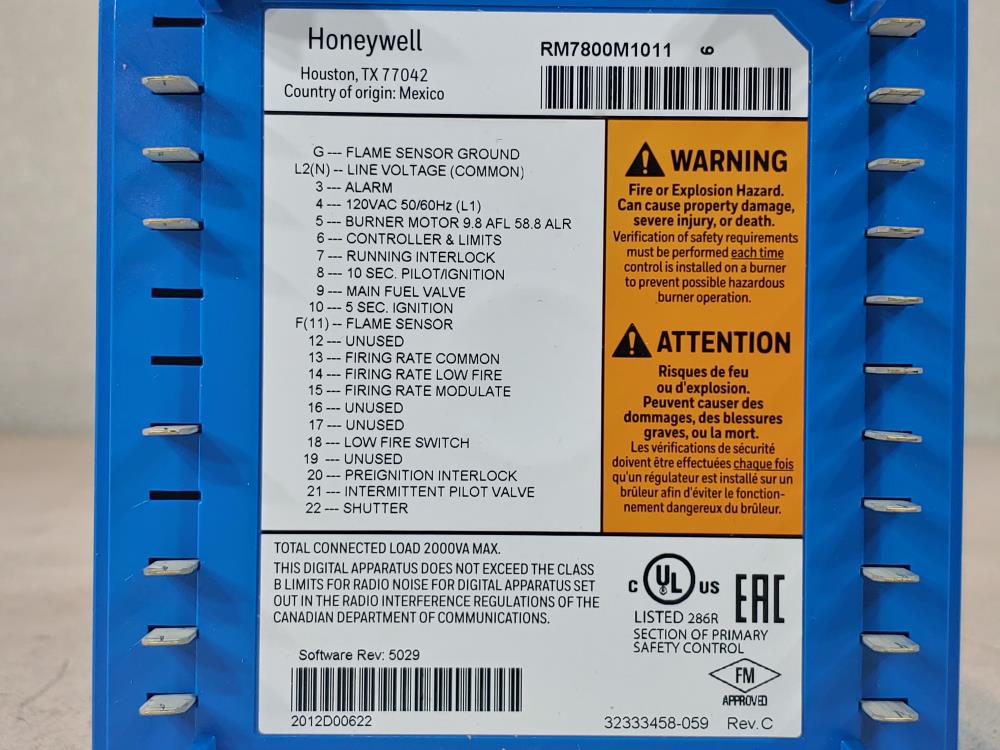 Honeywell
Houston, TX 77042
Country of origin: Mexico
RM7800M1011 6
G --- FLAME SENSOR GROUND
L2(N) -- LINE VOLTAGE (COMMON)
3 --- ALARM
4 --- 120VAC 50/60Hz (L1)
5 --- BURNER MOTOR 9.8 AFL 58.8 ALR
6 --- CONTROLLER & LIMITS
7 --- RUNNING INTERLOCK
8 --- 10 SEC. PILOT/IGNITION
9 --- MAIN FUEL VALVE
10 --- 5 SEC. IGNITION
F(11) --- FLAME SENSOR
12 --- UNUSED
13 --- FIRING RATE COMMON
14 --- FIRING RATE LOW FIRE
15 --- FIRING RATE MODULATE
16 --- UNUSED
17 --- UNUSED
18 --- LOW FIRE SWITCH
19 --- UNUSED
20 --- PREIGNITION INTERLOCK
21 --- INTERMITTENT PILOT VALVE
22 --- SHUTTER
WARNING
Fire or Explosion Hazard.
Can cause property damage,
severe injury, or death.
Verification of safety requirements
must be performed each time
control is installed on a burner
to prevent possible hazardous
burner operation.
ATTENTION
Risques de feu
ou d'explosion.
Peuvent causer des
dommages, des blessures
graves, ou la mort.
Les vérifications de sécurité
doivent être effectuées chaque fois
qu'un régulateur est installé sur un
brûleur afin d'éviter le fonction-
nement dangereux du brûleur.
TOTAL CONNECTED LOAD 2000VA MAX.
THIS DIGITAL APPARATUS DOES NOT EXCEED THE CLASS
B LIMITS FOR RADIO NOISE FOR DIGITAL APPARATUS SET
OUT IN THE RADIO INTERFERENCE REGULATIONS OF THE
CANADIAN DEPARTMENT OF COMMUNICATIONS.
Software Rev: 5029
2012D00622
C UL US
LISTED 286R
SECTION OF PRIMARY
SAFETY CONTROL
EAC
FM
APPROVED
32333458-059 Rev. C